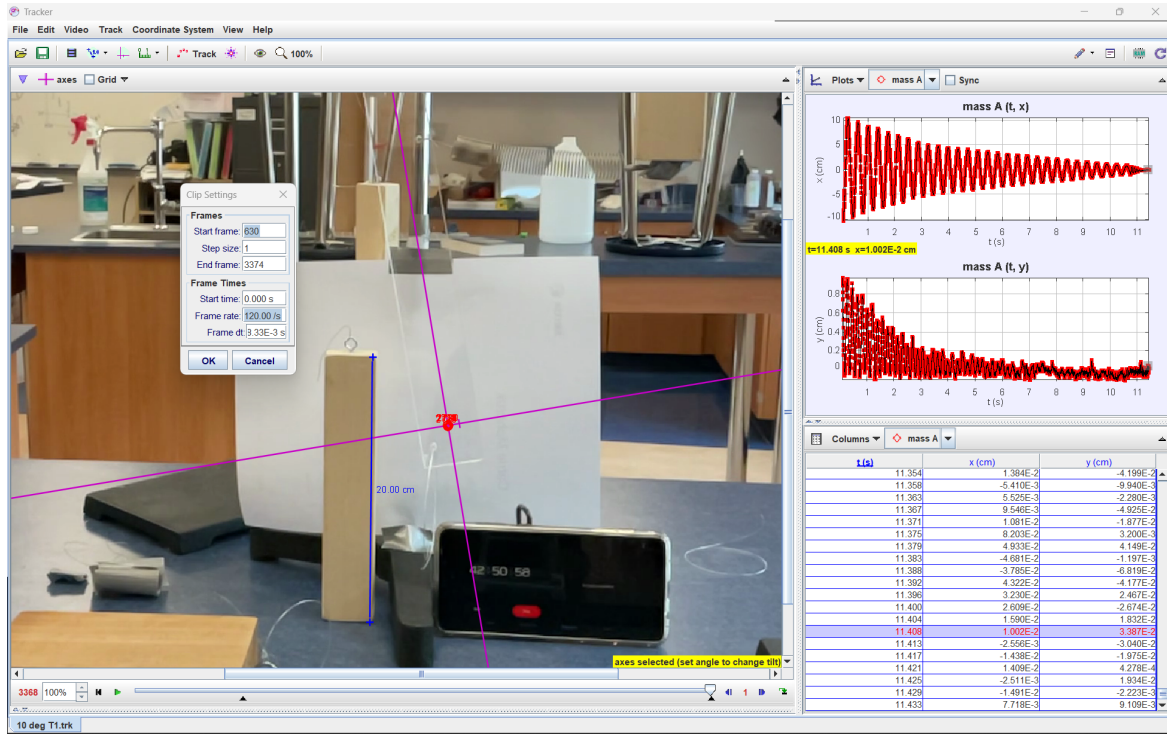 Tracker
File Edit Video Track Coordinate System View Help
Track 100%
axes Grid
Plots mass A Sync
Clip Settings
Frames
Start frame: 630
Step size: 1
End frame: 3374
Frame Times
Start time: 0.000 s
Frame rate: 120.00 /s
Frame dt: 8.33E-3 s
OK Cancel
20.00 cm
42 50 58
axes selected (set angle to change tilt)
3368 100% 1
10 deg T1.trk
mass A (t, x)
x (cm)
10
5
0
-5
-10
1 2 3 4 5 6 7 8 9 10 11
t (s)
t=11.408 s x=1.002E-2 cm
mass A (t, y)
y (cm)
0.8
0.6
0.4
0.2
0
1 2 3 4 5 6 7 8 9 10 11
t (s)
Columns mass A
t (s) x (cm) y (cm)
11.354 1.384E-2 -4.199E-2
11.358 -5.410E-3 -9.940E-3
11.363 5.525E-3 -2.280E-3
11.367 9.546E-3 -4.925E-2
11.371 1.081E-2 -1.877E-2
11.375 8.203E-2 3.200E-3
11.379 4.933E-2 4.149E-2
11.383 -4.681E-2 -1.197E-3
11.388 -3.785E-2 -6.819E-2
11.392 4.322E-2 -4.177E-2
11.396 3.230E-2 2.467E-2
11.400 2.609E-2 -2.674E-2
11.404 1.590E-2 1.832E-2
11.408 1.002E-2 3.387E-2
11.413 -2.556E-3 -3.040E-2
11.417 -1.438E-2 -1.975E-2
11.421 1.409E-2 4.278E-4
11.425 -2.511E-3 1.934E-2
11.429 -1.491E-2 -2.223E-3
11.433 7.718E-3 9.109E-3